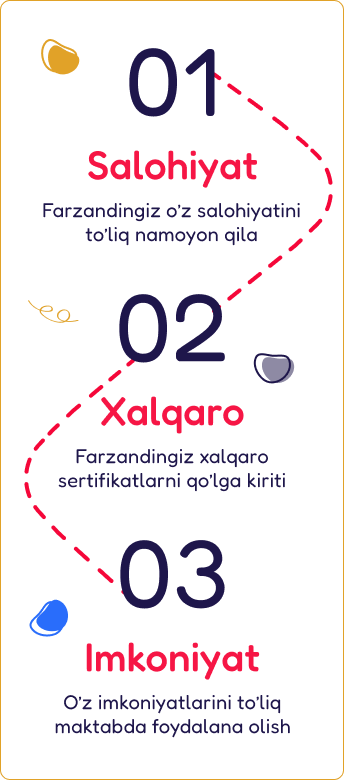 01
Salohiyat
Farzandingiz o’z salohiyatini
to’liq namoyon qila
02
Xalqaro
Farzandingiz xalqaro
sertifikatlarni qo’lga kiriti
03
Imkoniyat
O’z imkoniyatlarini to’liq
maktabda foydalana olish